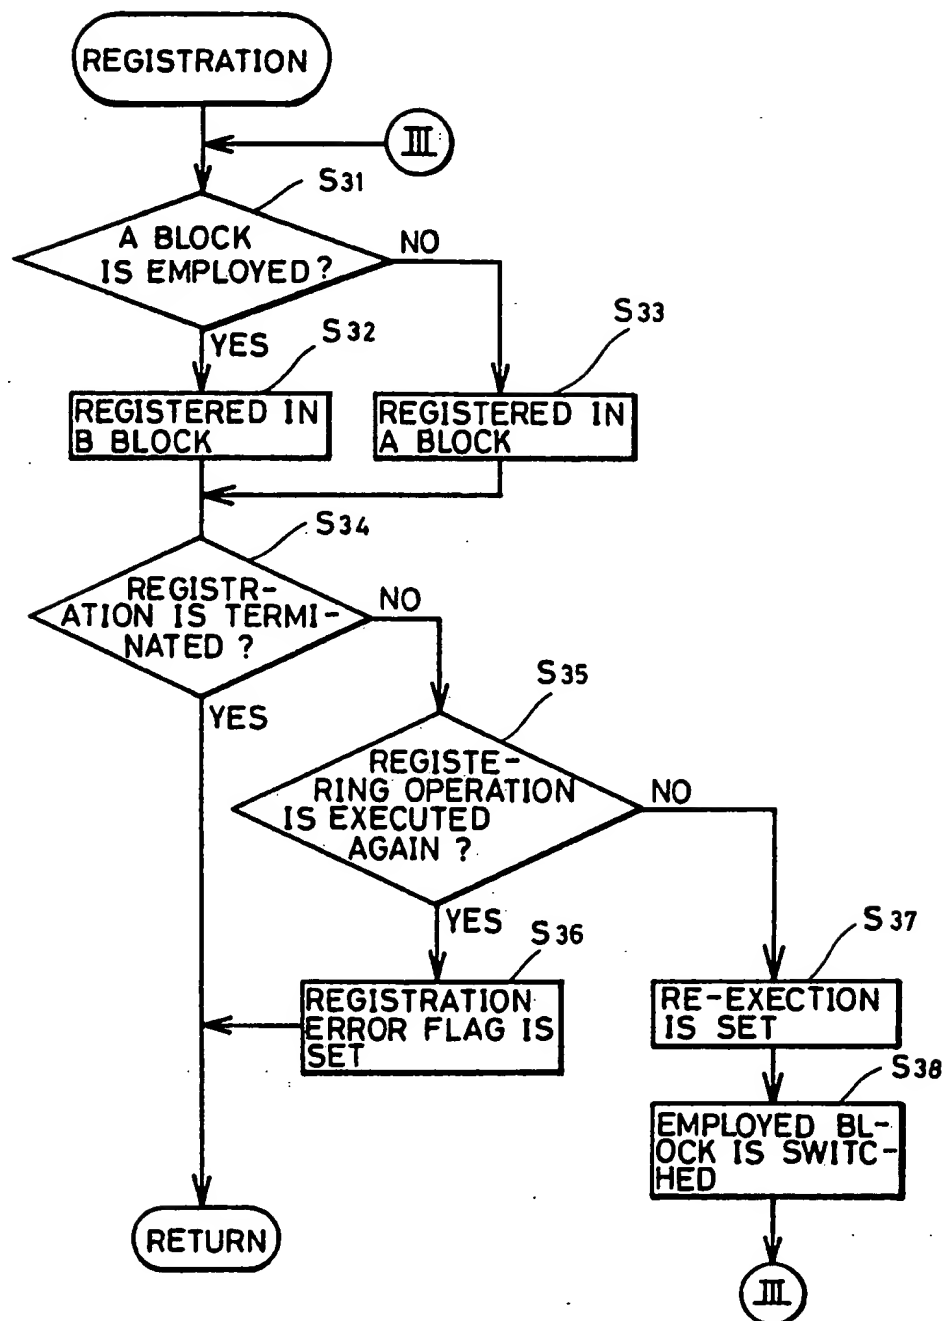 REGISTRATION
III
S31
A BLOCK
IS EMPLOYED?
NO
YES
S32
S33
REGISTERED IN
B BLOCK
REGISTERED IN
A BLOCK
S34
REGISTR-
ATION IS TERMI-
NATED ?
NO
YES
S35
REGISTE-
RING OPERATION
IS EXECUTED
AGAIN ?
NO
YES
S36
S37
REGISTRATION
ERROR FLAG IS
SET
RE-EXECTION
IS SET
S38
EMPLOYED BL-
OCK IS SWITC-
HED
RETURN
III